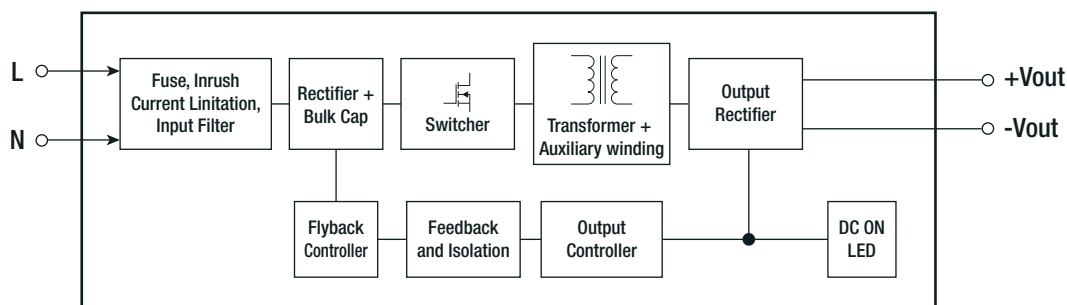 L
N
Fuse, Inrush
Current Linitation,
Input Filter
Rectifier +
Bulk Cap
Switcher
Transformer +
Auxiliary winding
Output
Rectifier
+Vout
-Vout
Flyback
Controller
Feedback
and Isolation
Output
Controller
DC ON
LED